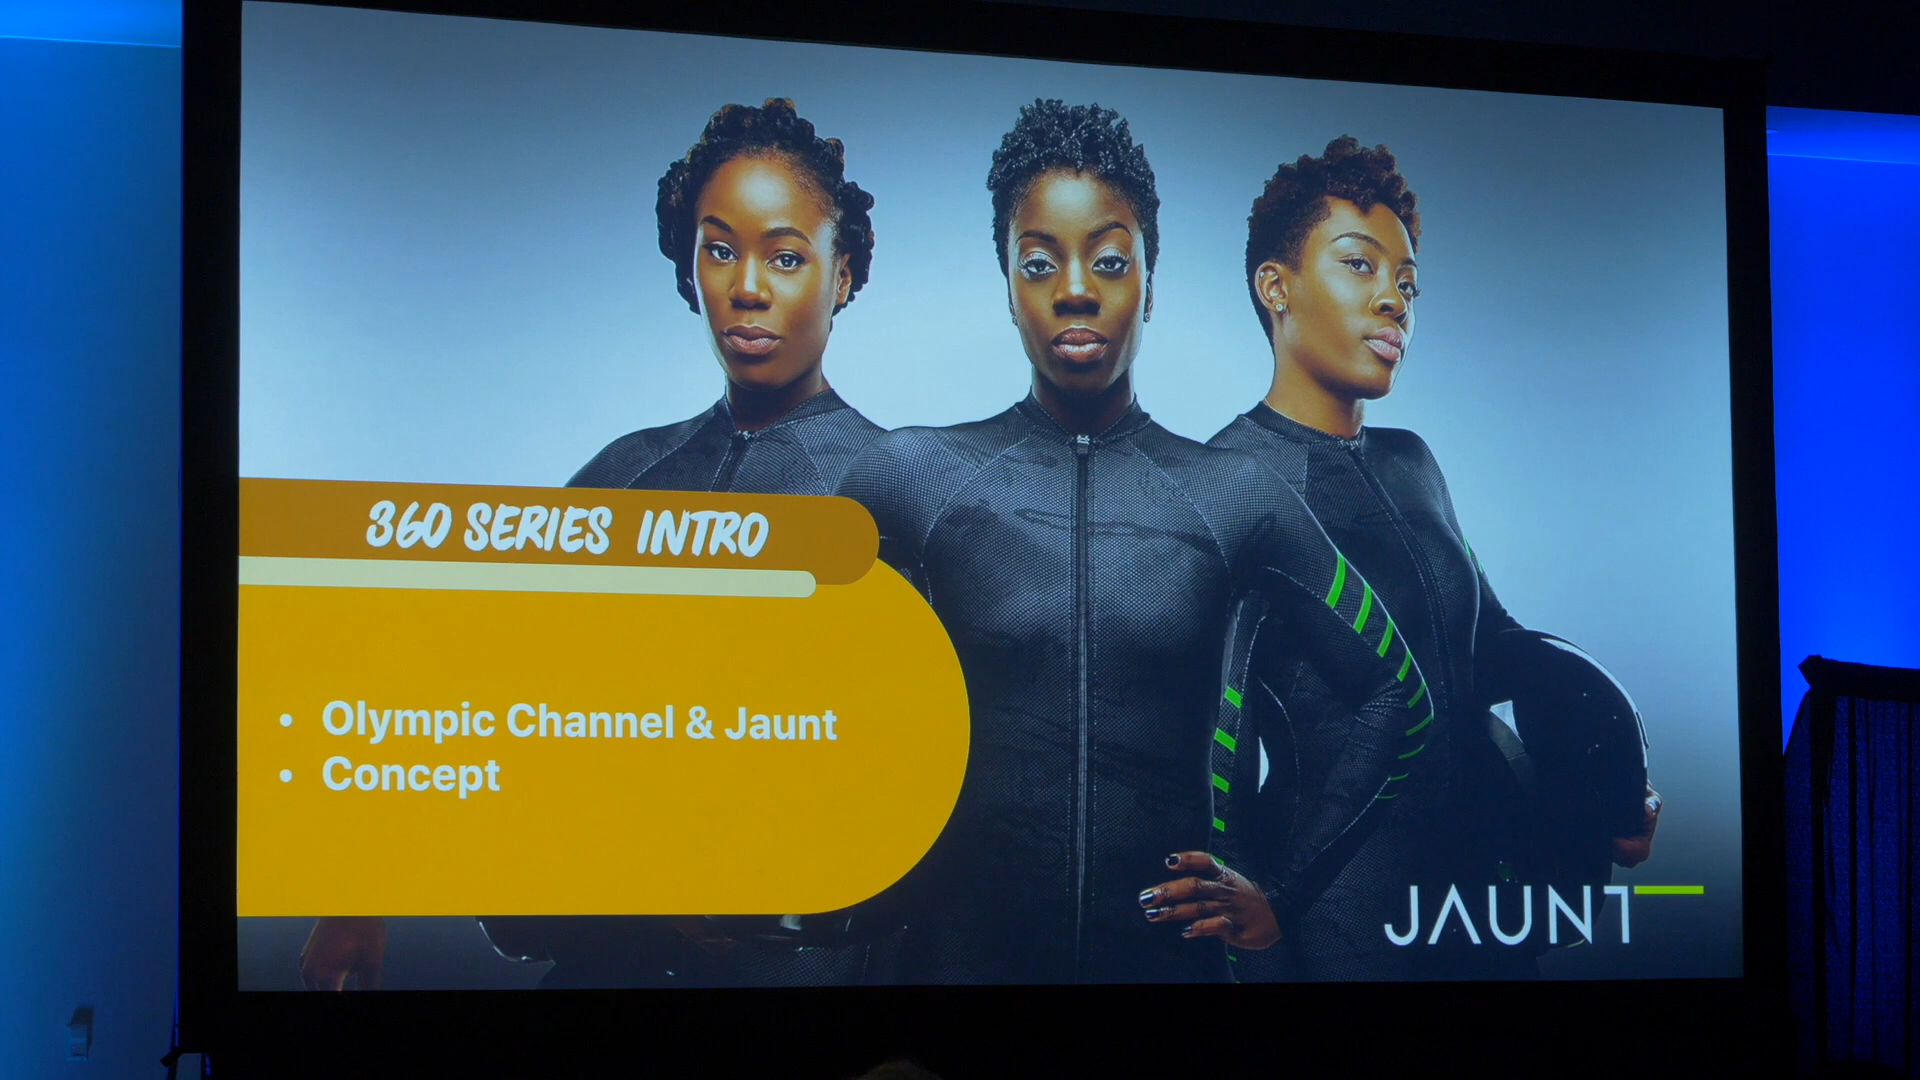 360 SERIES INTRO
• Olympic Channel & Jaunt
• Concept
JAUNT